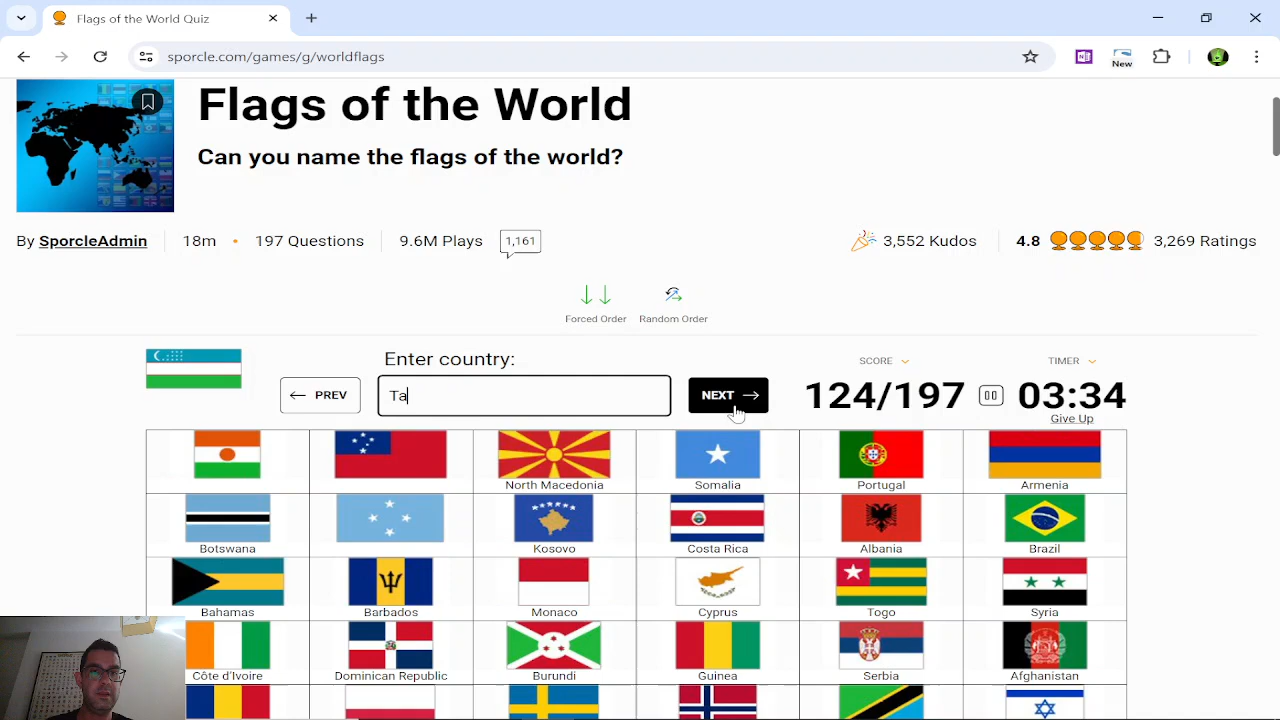 Flags of the World Quiz
sporcle.com/games/g/worldflags
New
Flags of the World
Can you name the flags of the world?
By SporcleAdmin 18m • 197 Questions 9.6M Plays 1,161 3,552 Kudos 4.8 3,269 Ratings
Forced Order Random Order
Enter country: SCORE TIMER
← PREV Ta NEXT → 124/197 03:34
Give Up
North Macedonia Somalia Portugal Armenia
Botswana Kosovo Costa Rica Albania Brazil
Bahamas Barbados Monaco Cyprus Togo Syria
Côte d'Ivoire Dominican Republic Burundi Guinea Serbia Afghanistan